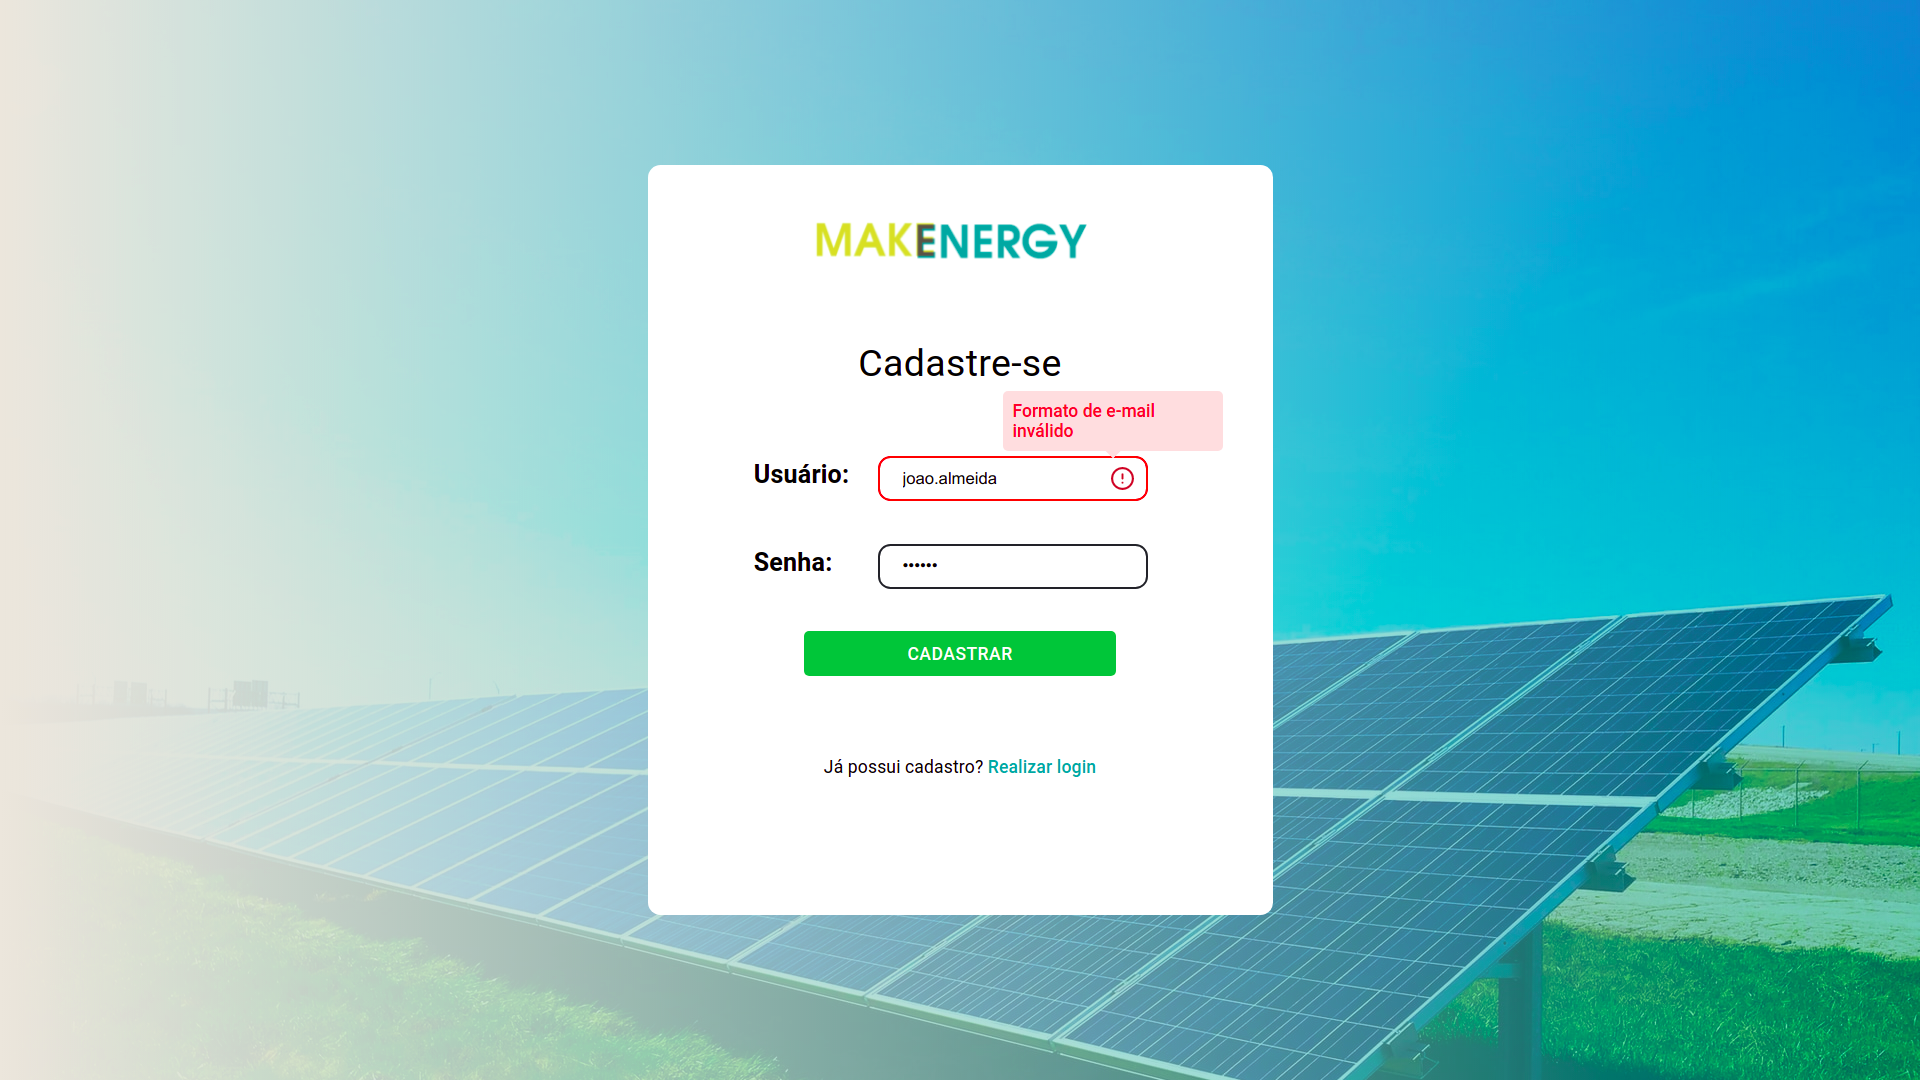 MAKENERGY
Cadastre-se
Formato de e-mail
inválido
Usuário:
joao.almeida
Senha:
••••••
CADASTRAR
Já possui cadastro? Realizar login